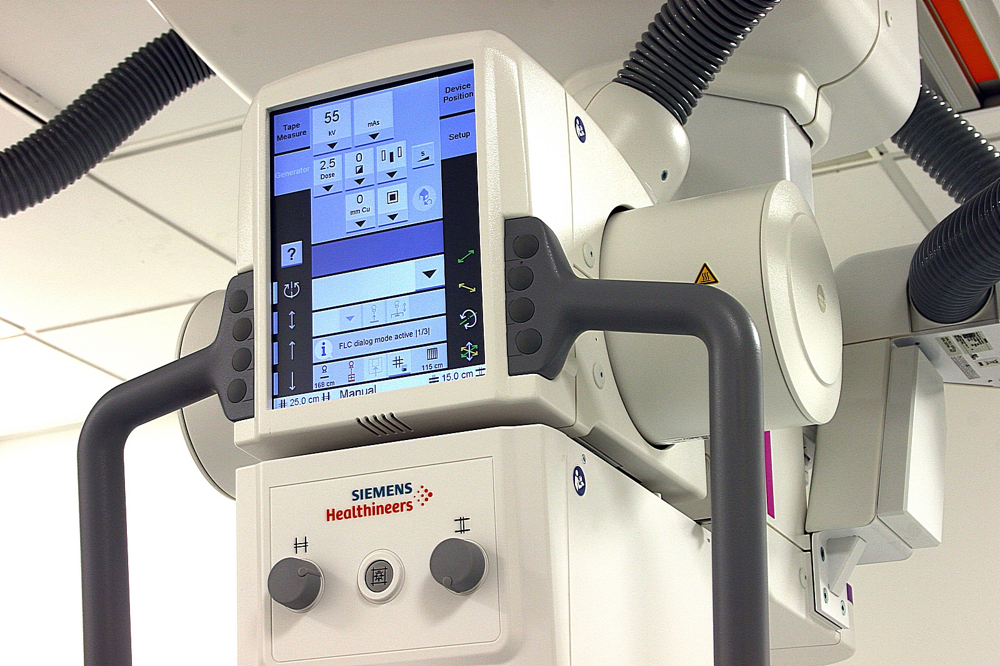 Tape
Measure
55
kV
mAs
Device
Position
Generator
2.5
Dose
0
s
Setup
0
mm Cu
?
i
FLC dialog mode active |1/3|
168 cm
115 cm
25.0 cm
Manual
15.0 cm
SIEMENS
Healthineers